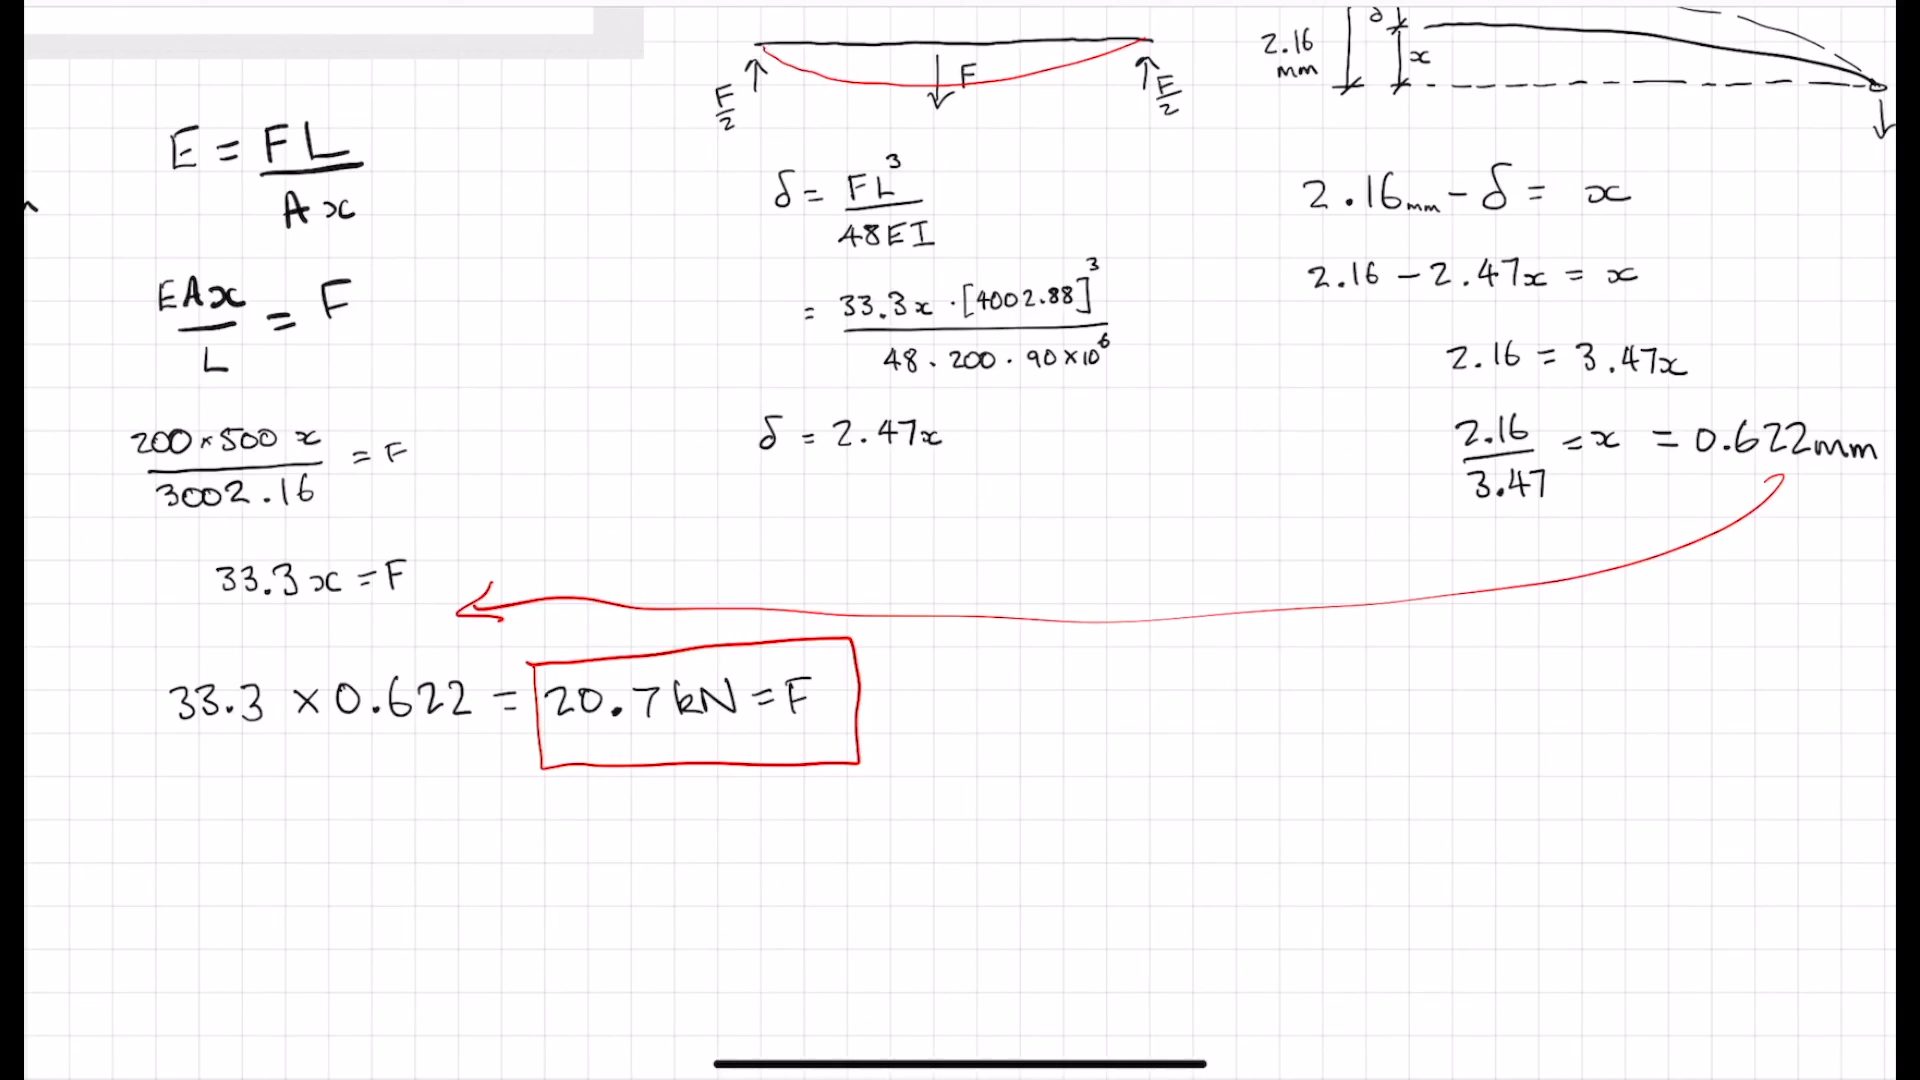 E = FL / Ax
EAx / L = F
200 × 500 x / 3002.16 = F
33.3x = F
33.3 × 0.622 = 20.7 kN = F
F/2
F
F/2
δ = FL³ / 48EI
= 33.3x · [4002.88]³ / 48 · 200 · 90×10⁶
δ = 2.47x
2.16 mm
x
2.16mm − δ = x
2.16 − 2.47x = x
2.16 = 3.47x
2.16 / 3.47 = x = 0.622mm